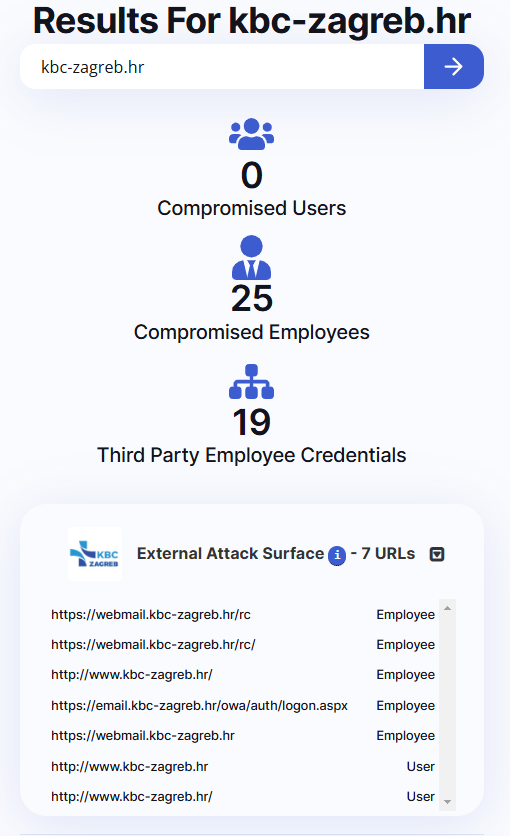 Results For kbc-zagreb.hr
kbc-zagreb.hr
0
Compromised Users
25
Compromised Employees
19
Third Party Employee Credentials
KBC
ZAGREB
External Attack Surface i - 7 URLs
https://webmail.kbc-zagreb.hr/rc Employee
https://webmail.kbc-zagreb.hr/rc/ Employee
http://www.kbc-zagreb.hr/ Employee
https://email.kbc-zagreb.hr/owa/auth/logon.aspx Employee
https://webmail.kbc-zagreb.hr Employee
http://www.kbc-zagreb.hr User
http://www.kbc-zagreb.hr/ User